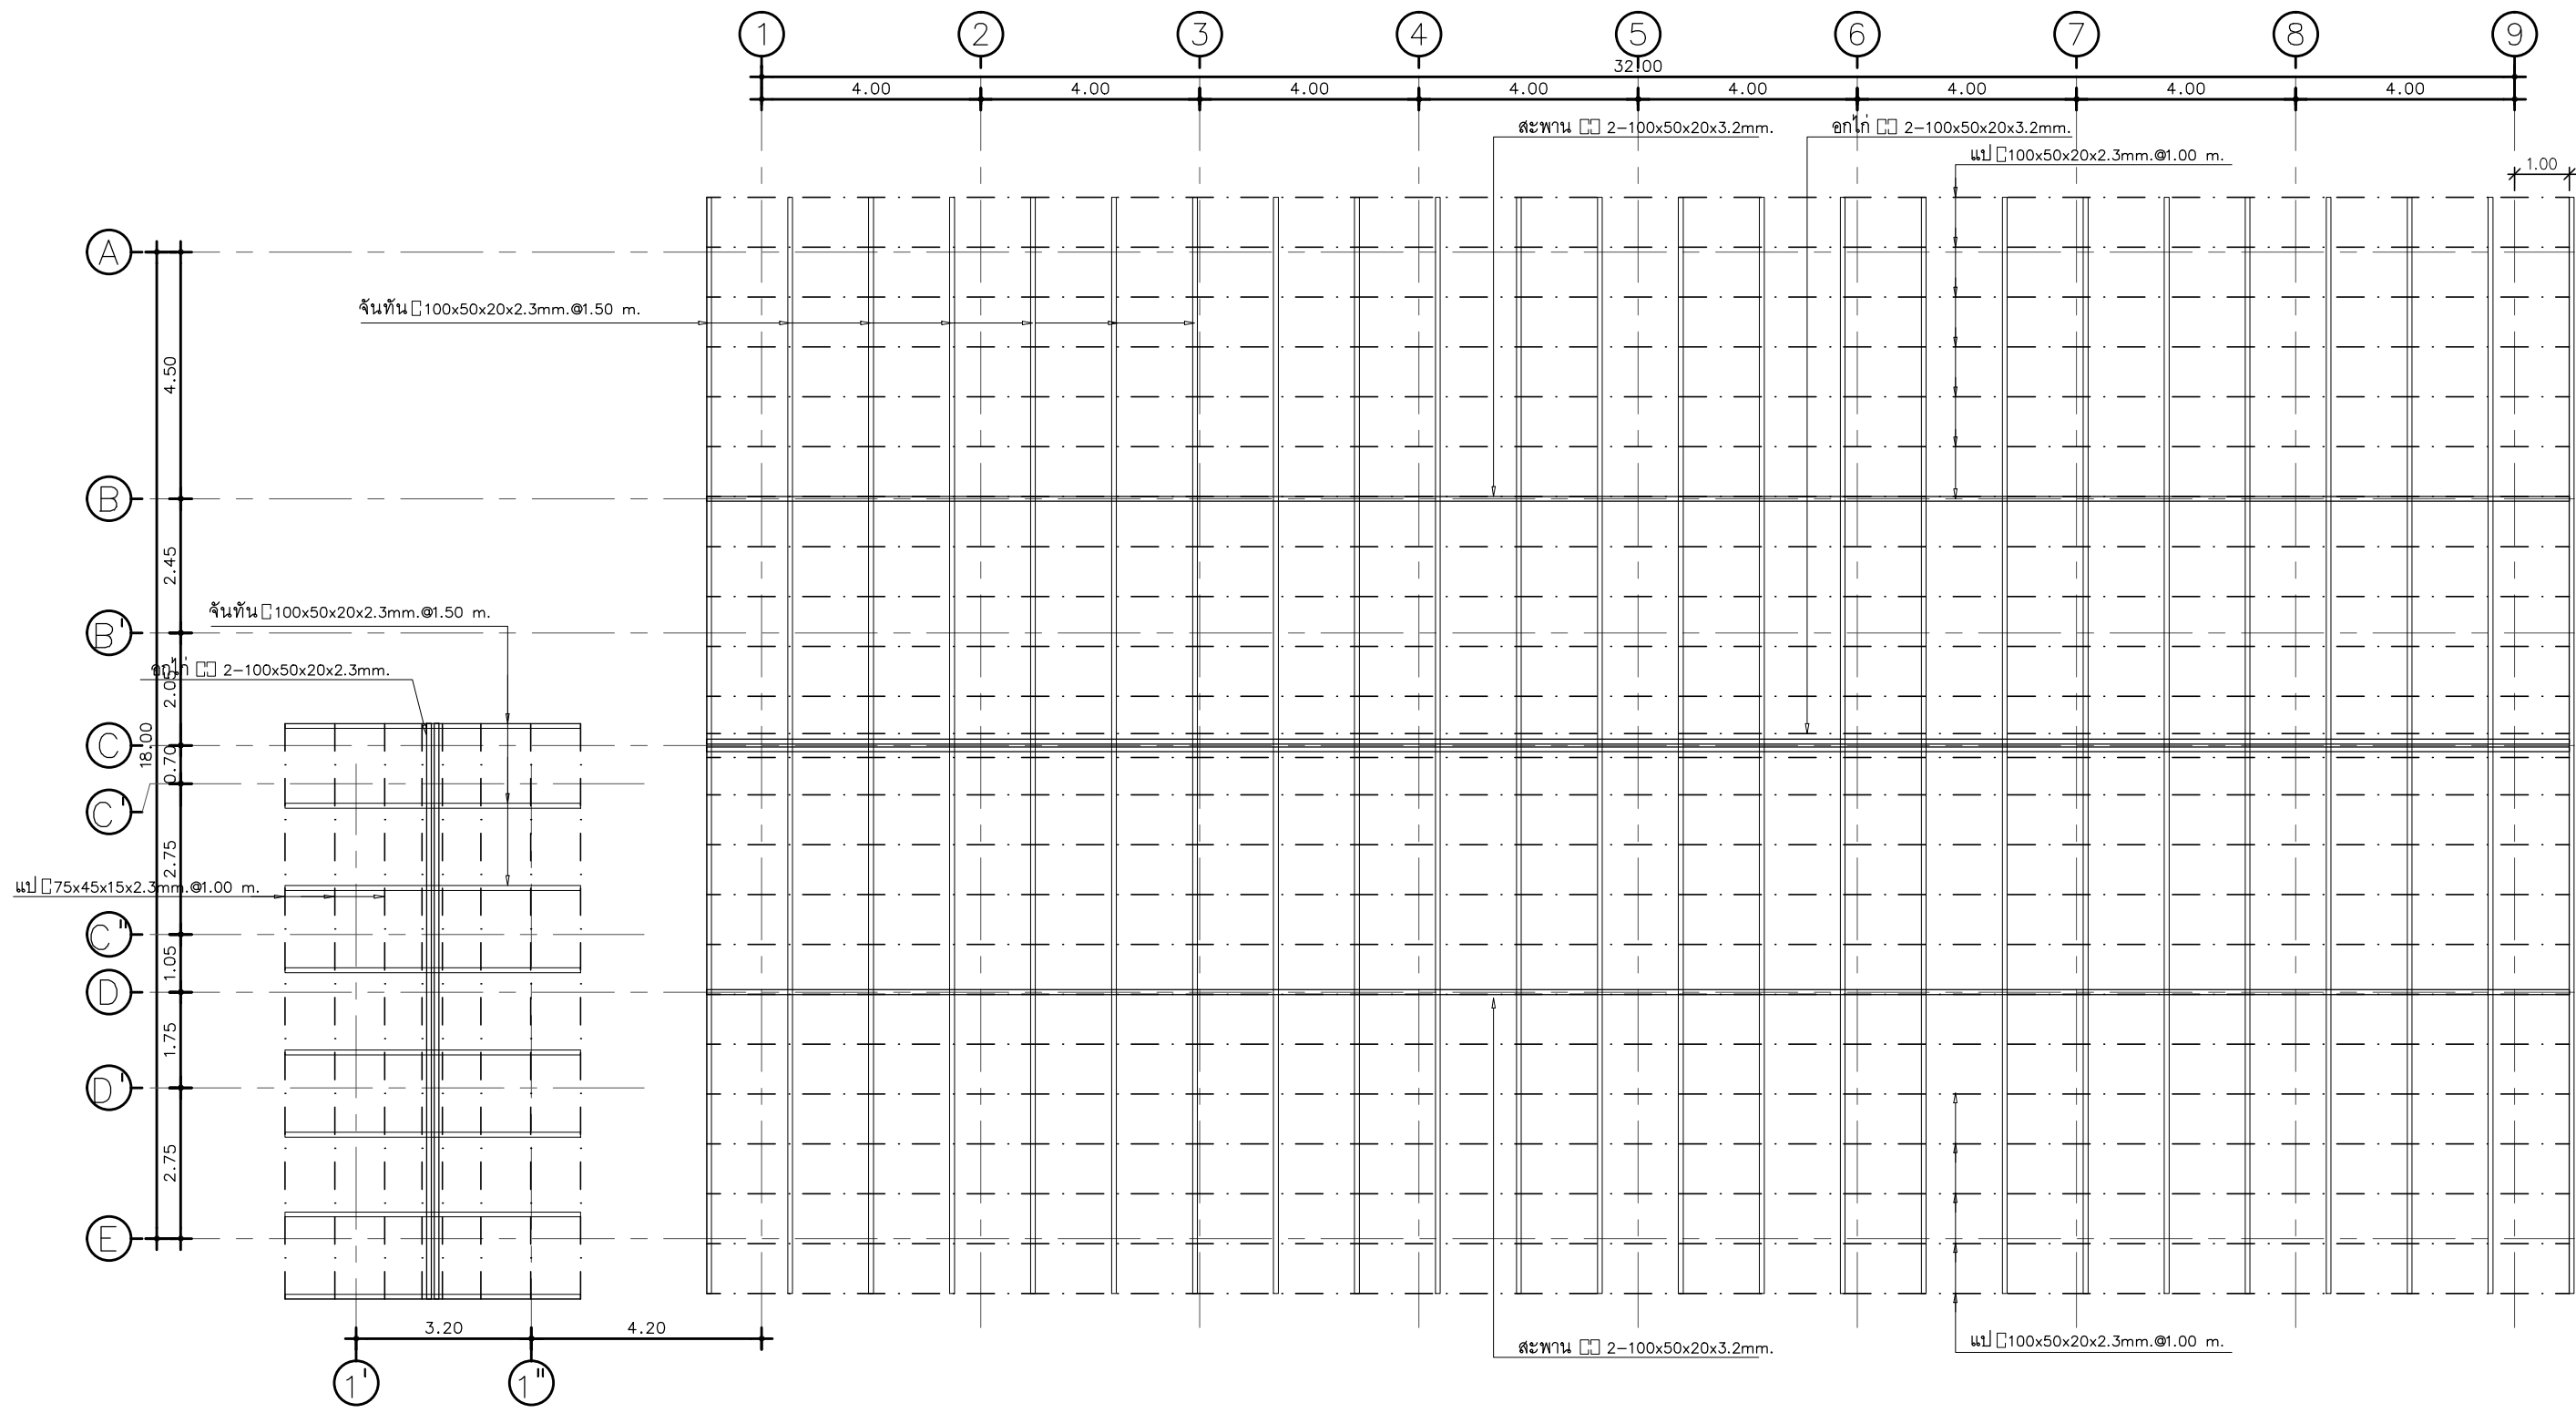 1 2 3 4 5 6 7 8 9
32.00
4.00 4.00 4.00 4.00 4.00 4.00 4.00 4.00
สะพาน 2-100x50x20x3.2mm.
อกไก่ 2-100x50x20x3.2mm.
แป 100x50x20x2.3mm.@1.00 m.
1.00
A
จันทัน 100x50x20x2.3mm.@1.50 m.
4.50
B
2.45
จันทัน 100x50x20x2.3mm.@1.50 m.
B'
อกไก่ 2-100x50x20x2.3mm.
2.05
C
18.00
0.70
C'
2.75
แป 75x45x15x2.3mm.@1.00 m.
C"
1.05
D
1.75
D'
2.75
E
3.20 4.20
สะพาน 2-100x50x20x3.2mm.
แป 100x50x20x2.3mm.@1.00 m.
1' 1"